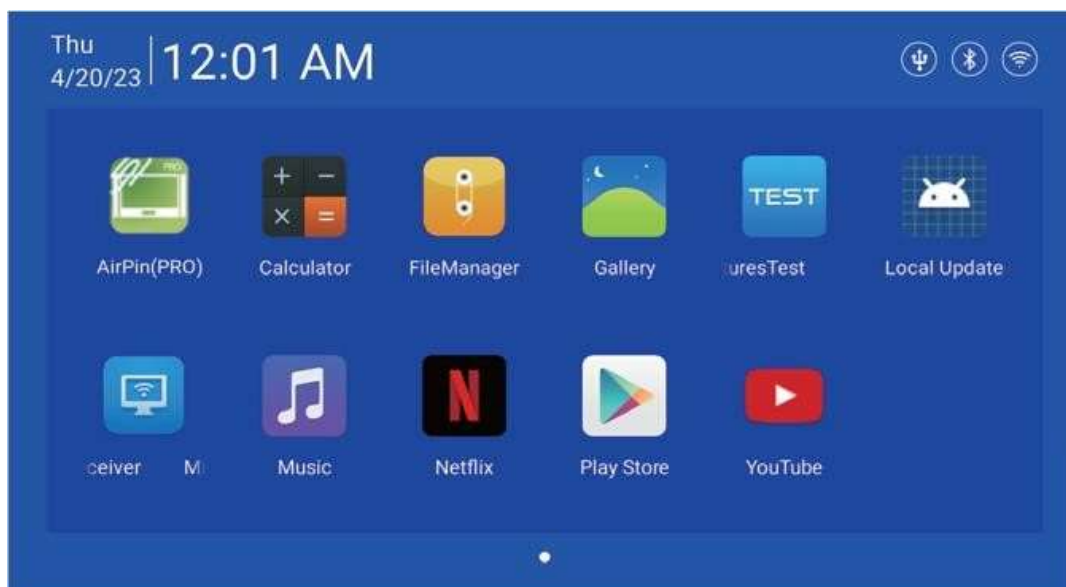 Thu
4/20/23
12:01 AM
PRO
TEST
AirPin(PRO)
Calculator
FileManager
Gallery
uresTest
Local Update
N
ceiver M
Music
Netflix
Play Store
YouTube